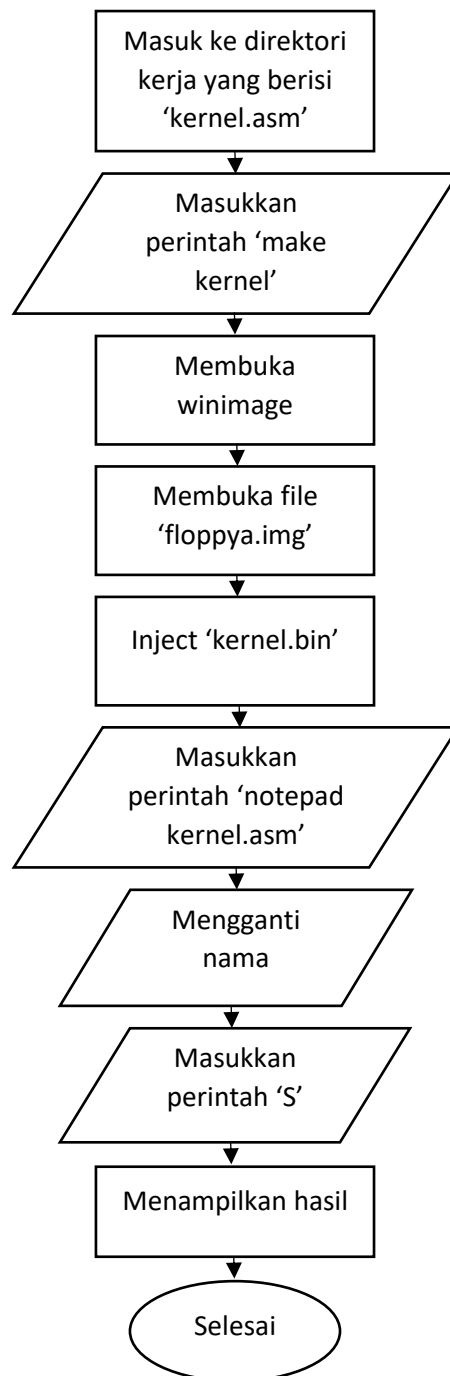 Masuk ke direktori
kerja yang berisi
‘kernel.asm’
Masukkan
perintah ‘make
kernel’
Membuka
winimage
Membuka file
‘floppya.img’
Inject ‘kernel.bin’
Masukkan
perintah ‘notepad
kernel.asm’
Mengganti
nama
Masukkan
perintah ‘S’
Menampilkan hasil
Selesai